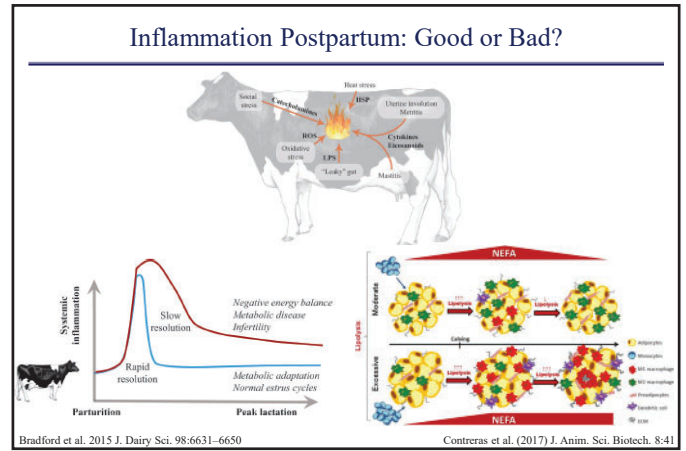 Inflammation Postpartum: Good or Bad?
Heat stress
Social
stress
Catecholamines
HSP
Uterine involution
Metritis
ROS
Oxidative
stress
LPS
Cytokines
Eicosanoids
"Leaky" gut
Mastitis
Systemic
inflammation
Slow
resolution
Rapid
resolution
Negative energy balance
Metabolic disease
Infertility
Metabolic adaptation
Normal estrus cycles
Parturition
Peak lactation
NEFA
Lipolysis
Moderate
Lipolysis
Lipolysis
Calving
Excessive
Lipolysis
Lipolysis
NEFA
Adipocytes
Monocytes
M1 macrophage
M2 macrophage
Preadipocytes
Dendritic cell
ECM
Bradford et al. 2015 J. Dairy Sci. 98:6631–6650
Contreras et al. (2017) J. Anim. Sci. Biotech. 8:41